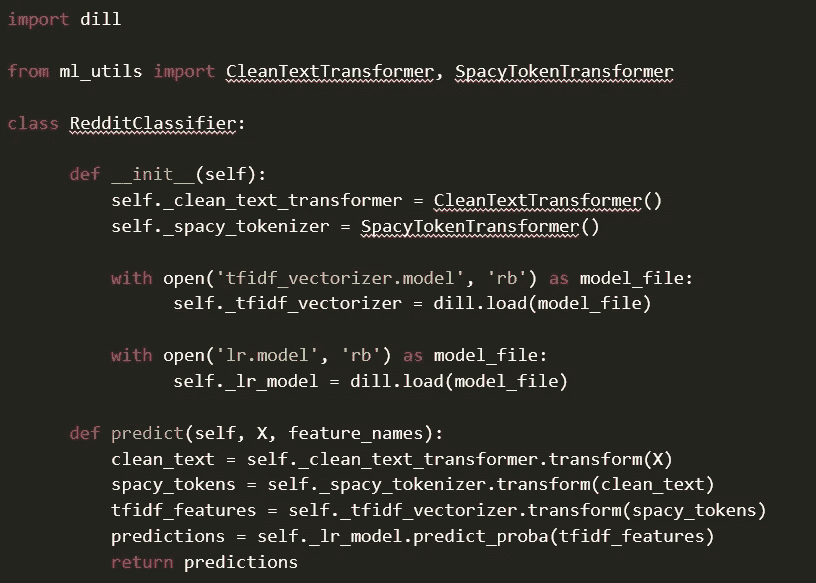 import dill
from ml_utils import CleanTextTransformer, SpacyTokenTransformer
class RedditClassifier:
def __init__(self):
self._clean_text_transformer = CleanTextTransformer()
self._spacy_tokenizer = SpacyTokenTransformer()
with open('tfidf_vectorizer.model', 'rb') as model_file:
self._tfidf_vectorizer = dill.load(model_file)
with open('lr.model', 'rb') as model_file:
self._lr_model = dill.load(model_file)
def predict(self, X, feature_names):
clean_text = self._clean_text_transformer.transform(X)
spacy_tokens = self._spacy_tokenizer.transform(clean_text)
tfidf_features = self._tfidf_vectorizer.transform(spacy_tokens)
predictions = self._lr_model.predict_proba(tfidf_features)
return predictions